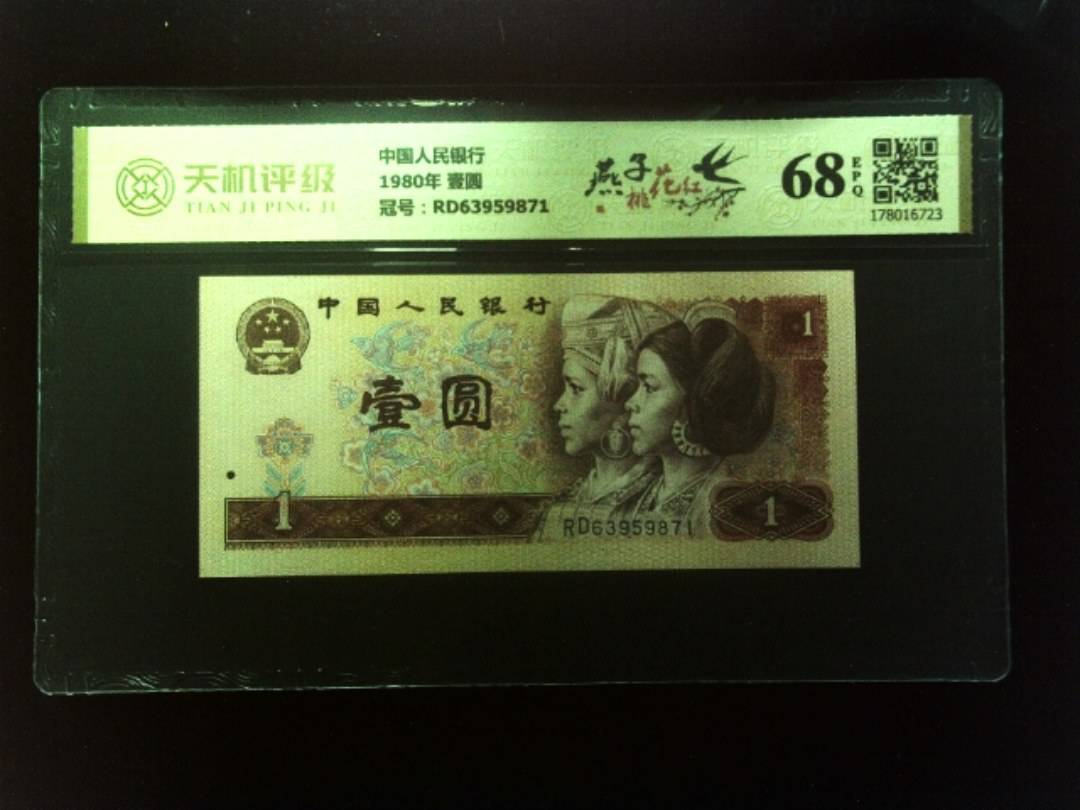 天机评级
TIAN JI PING JI
中国人民银行
1980年 壹圆
冠号：RD63959871
燕子
桃花红
68
EPQ
178016723
中国人民银行
壹圆
1
1
1
RD63959871